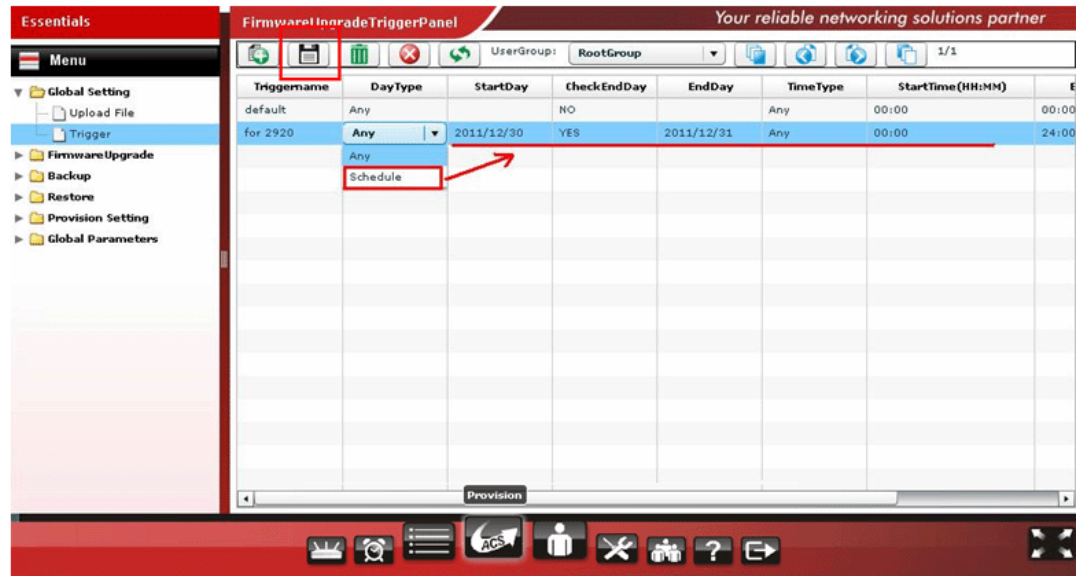 Essentials
FirmwareUpgradeTriggerPanel
Your reliable networking solutions partner
Menu
UserGroup: RootGroup 1/1
Global Setting
Upload File
Trigger
FirmwareUpgrade
Backup
Restore
Provision Setting
Global Parameters
Triggername DayType StartDay CheckEndDay EndDay TimeType StartTime(HH:MM) E
default Any NO Any 00:00 00:00
for 2920 Any 2011/12/30 YES 2011/12/31 Any 00:00 24:00
Any
Schedule
Provision
ACS
?